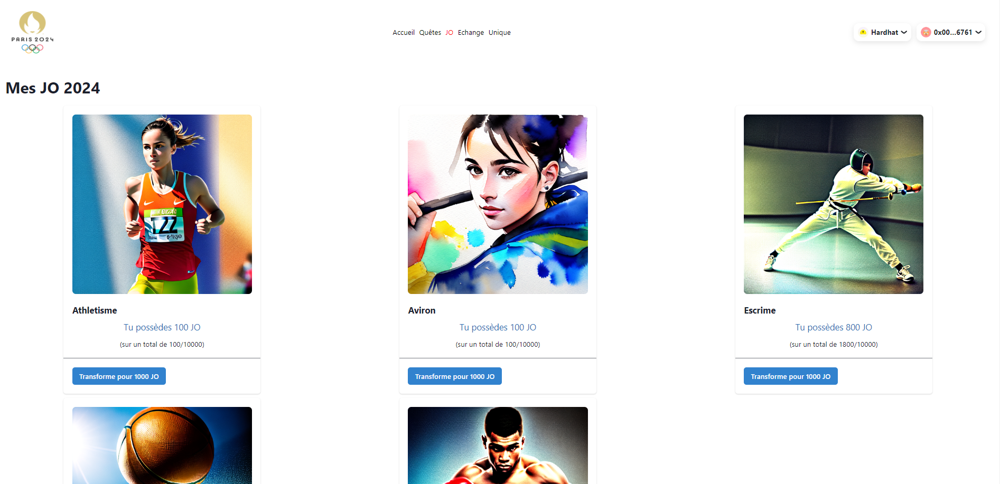 PARIS 2024
Accueil Quêtes JO Echange Unique
Hardhat
0x00...6761
Mes JO 2024
Athletisme
Tu possèdes 100 JO
(sur un total de 100/10000)
Transforme pour 1000 JO
Aviron
Tu possèdes 100 JO
(sur un total de 100/10000)
Transforme pour 1000 JO
Escrime
Tu possèdes 800 JO
(sur un total de 1800/10000)
Transforme pour 1000 JO